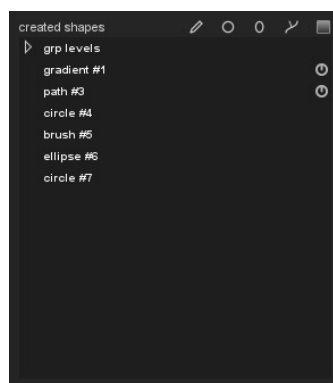 created shapes
grp levels
gradient #1
path #3
circle #4
brush #5
ellipse #6
circle #7